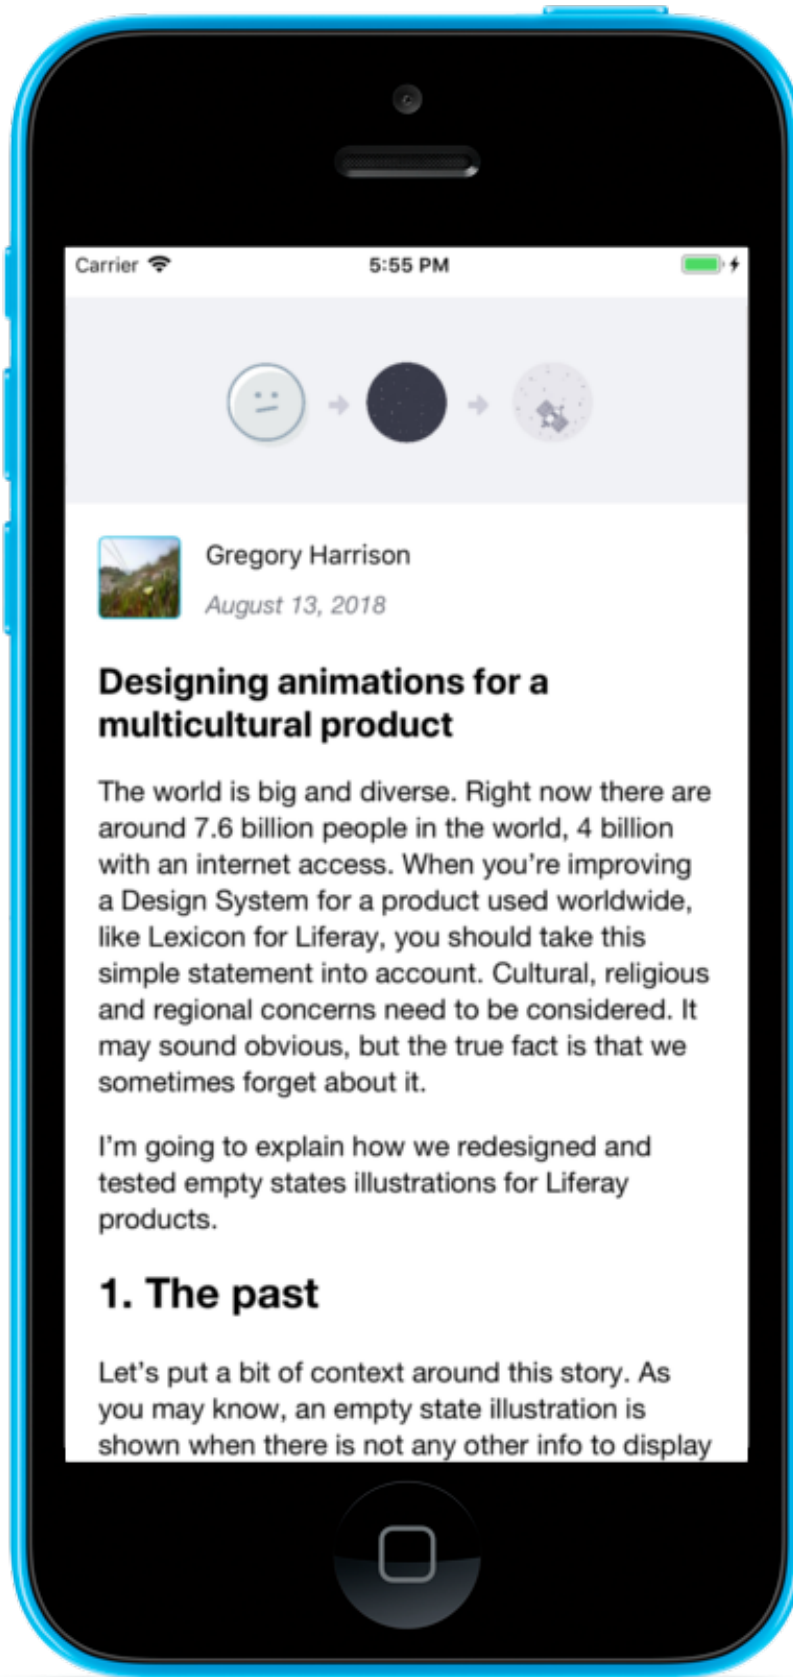 Carrier
5:55 PM
Gregory Harrison
August 13, 2018
Designing animations for a
multicultural product
The world is big and diverse. Right now there are
around 7.6 billion people in the world, 4 billion
with an internet access. When you’re improving
a Design System for a product used worldwide,
like Lexicon for Liferay, you should take this
simple statement into account. Cultural, religious
and regional concerns need to be considered. It
may sound obvious, but the true fact is that we
sometimes forget about it.
I’m going to explain how we redesigned and
tested empty states illustrations for Liferay
products.
1. The past
Let’s put a bit of context around this story. As
you may know, an empty state illustration is
shown when there is not any other info to display